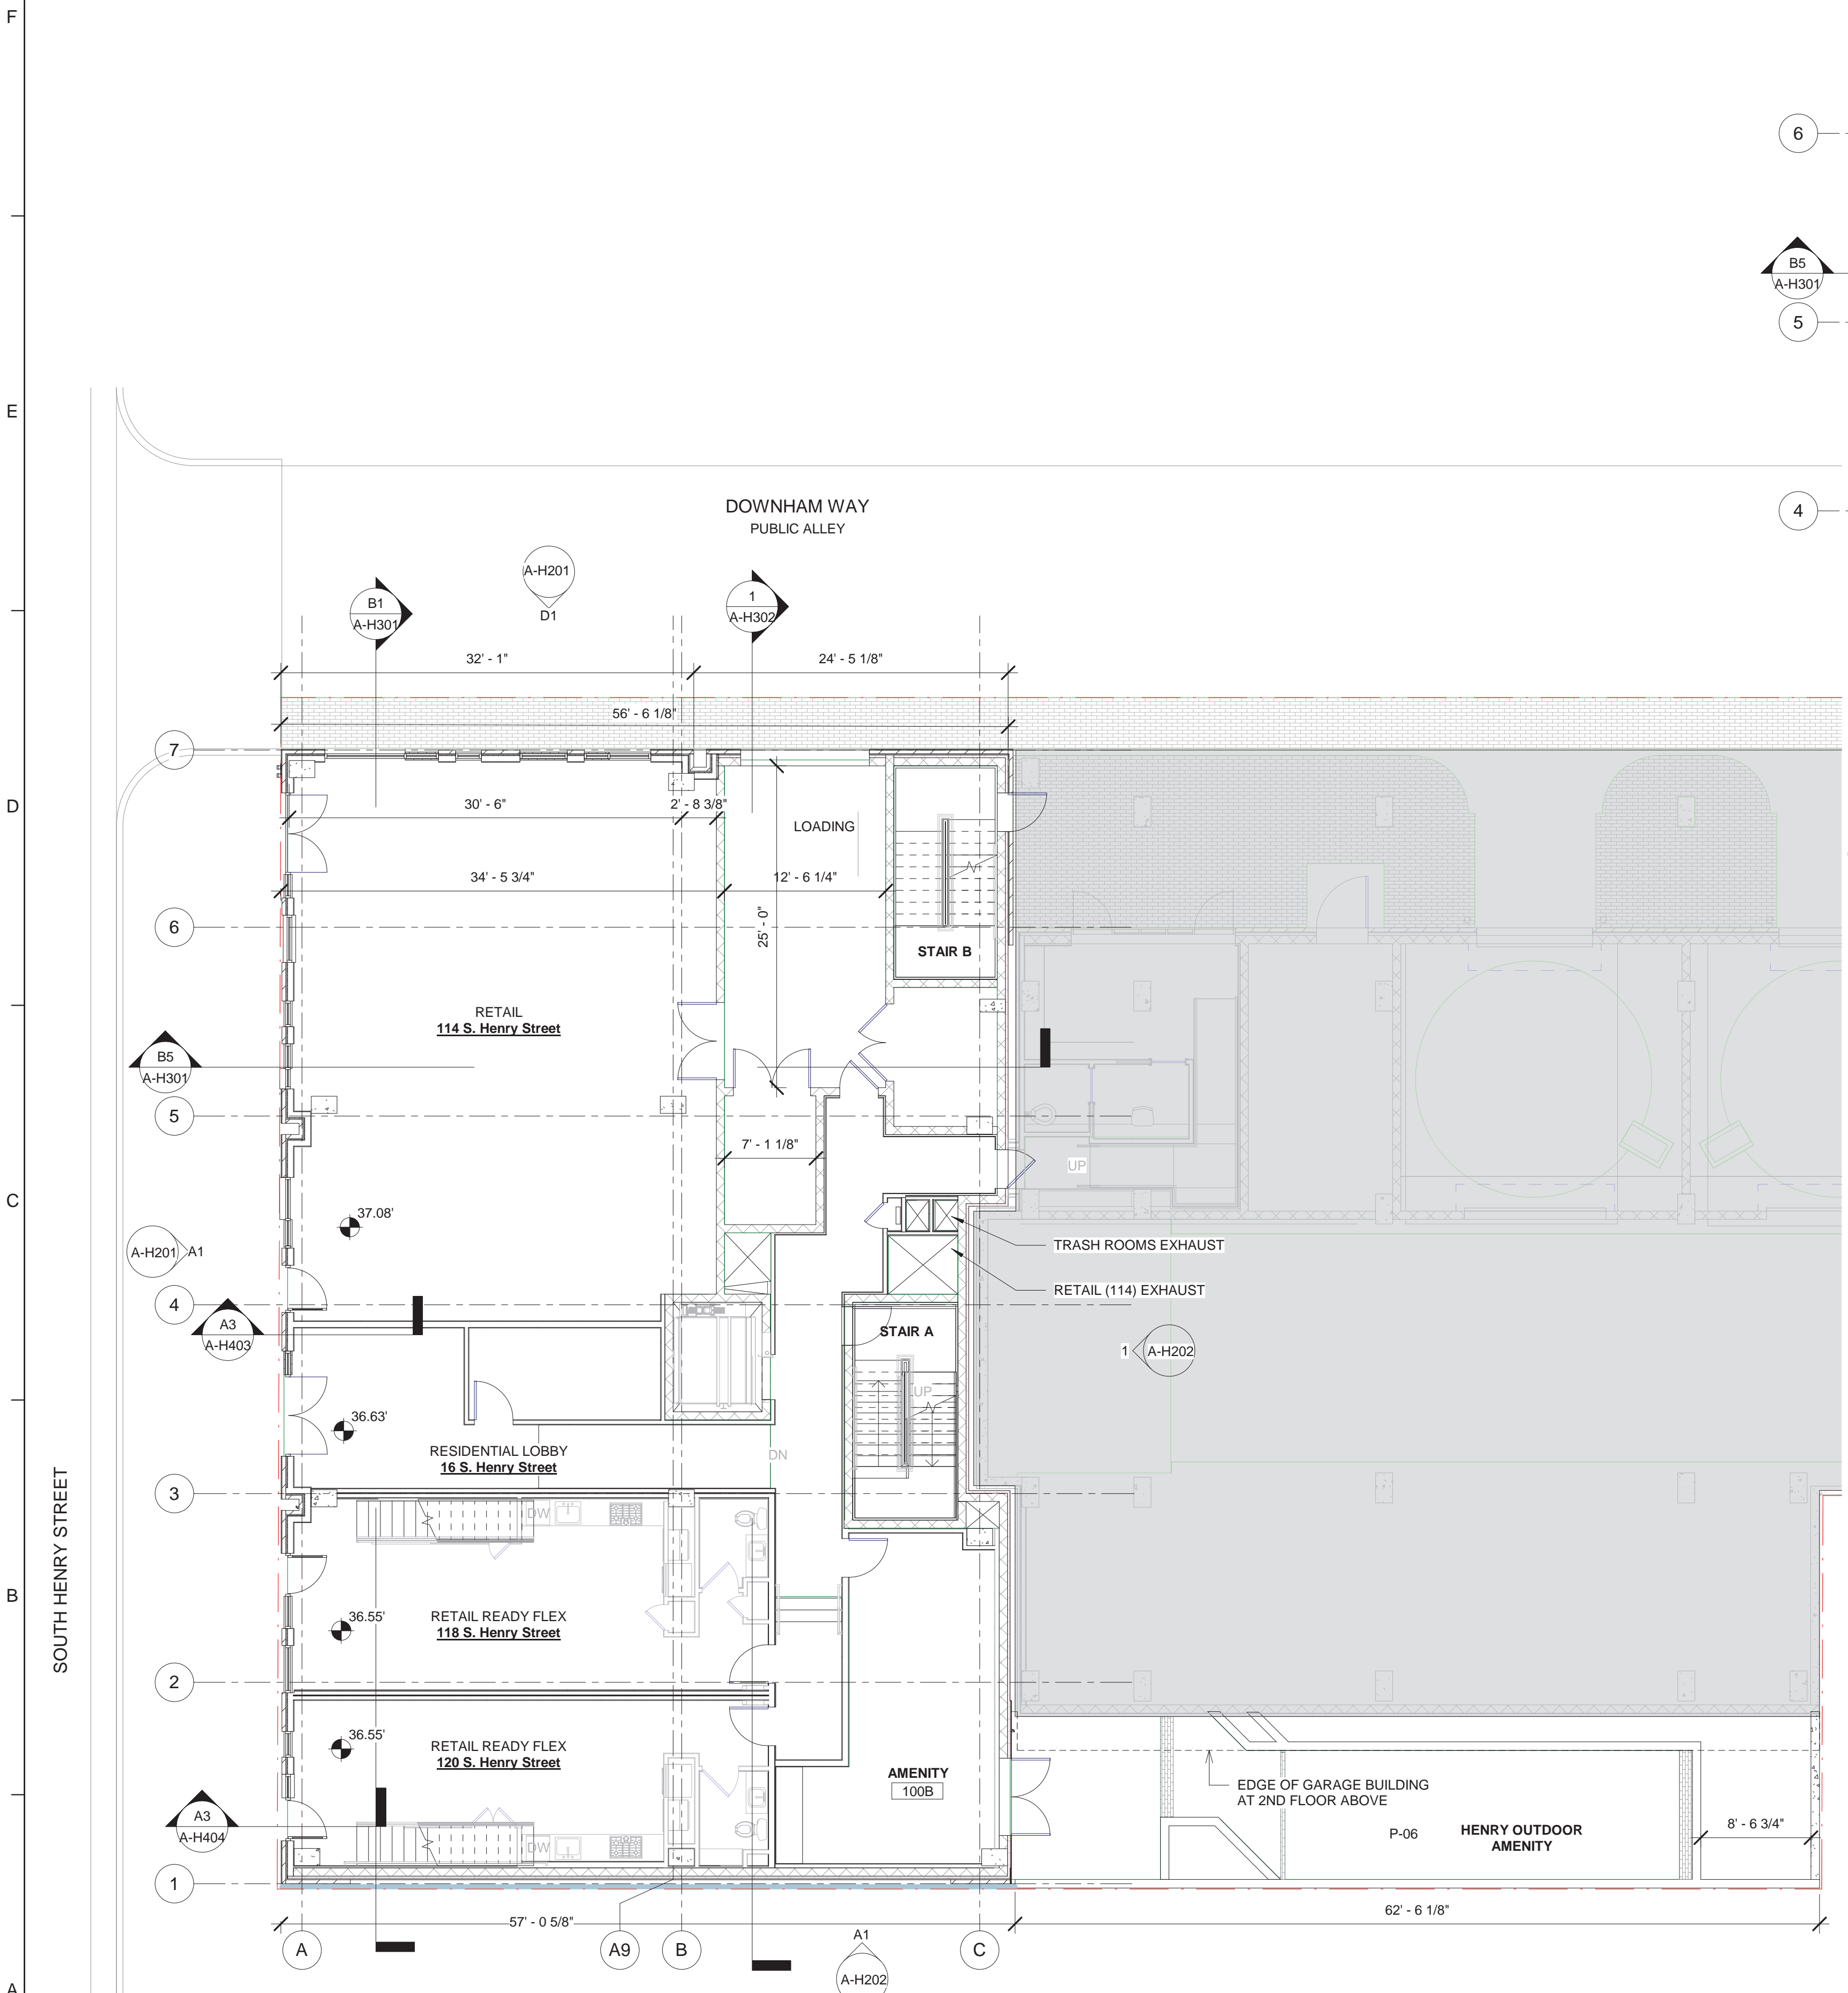 F
6
B5
A-H301
5
E
4
DOWNHAM WAY
PUBLIC ALLEY
A-H201
D1
B1
A-H301
1
A-H302
32' - 1"
24' - 5 1/8"
56' - 6 1/8"
7
D
30' - 6"
2' - 8 3/8"
LOADING
34' - 5 3/4"
12' - 6 1/4"
25' - 0"
6
STAIR B
RETAIL
114 S. Henry Street
B5
A-H301
5
7' - 1 1/8"
UP
C
37.08'
A-H201
A1
TRASH ROOMS EXHAUST
RETAIL (114) EXHAUST
4
A3
A-H403
STAIR A
1
A-H202
UP
36.63'
RESIDENTIAL LOBBY
16 S. Henry Street
DN
3
SOUTH HENRY STREET
DW
B
36.55'
RETAIL READY FLEX
118 S. Henry Street
2
36.55'
RETAIL READY FLEX
120 S. Henry Street
AMENITY
100B
EDGE OF GARAGE BUILDING
AT 2ND FLOOR ABOVE
A3
A-H404
P-06
HENRY OUTDOOR
AMENITY
8' - 6 3/4"
DW
1
57' - 0 5/8"
62' - 6 1/8"
A
A9
B
C
A1
A-H202
A